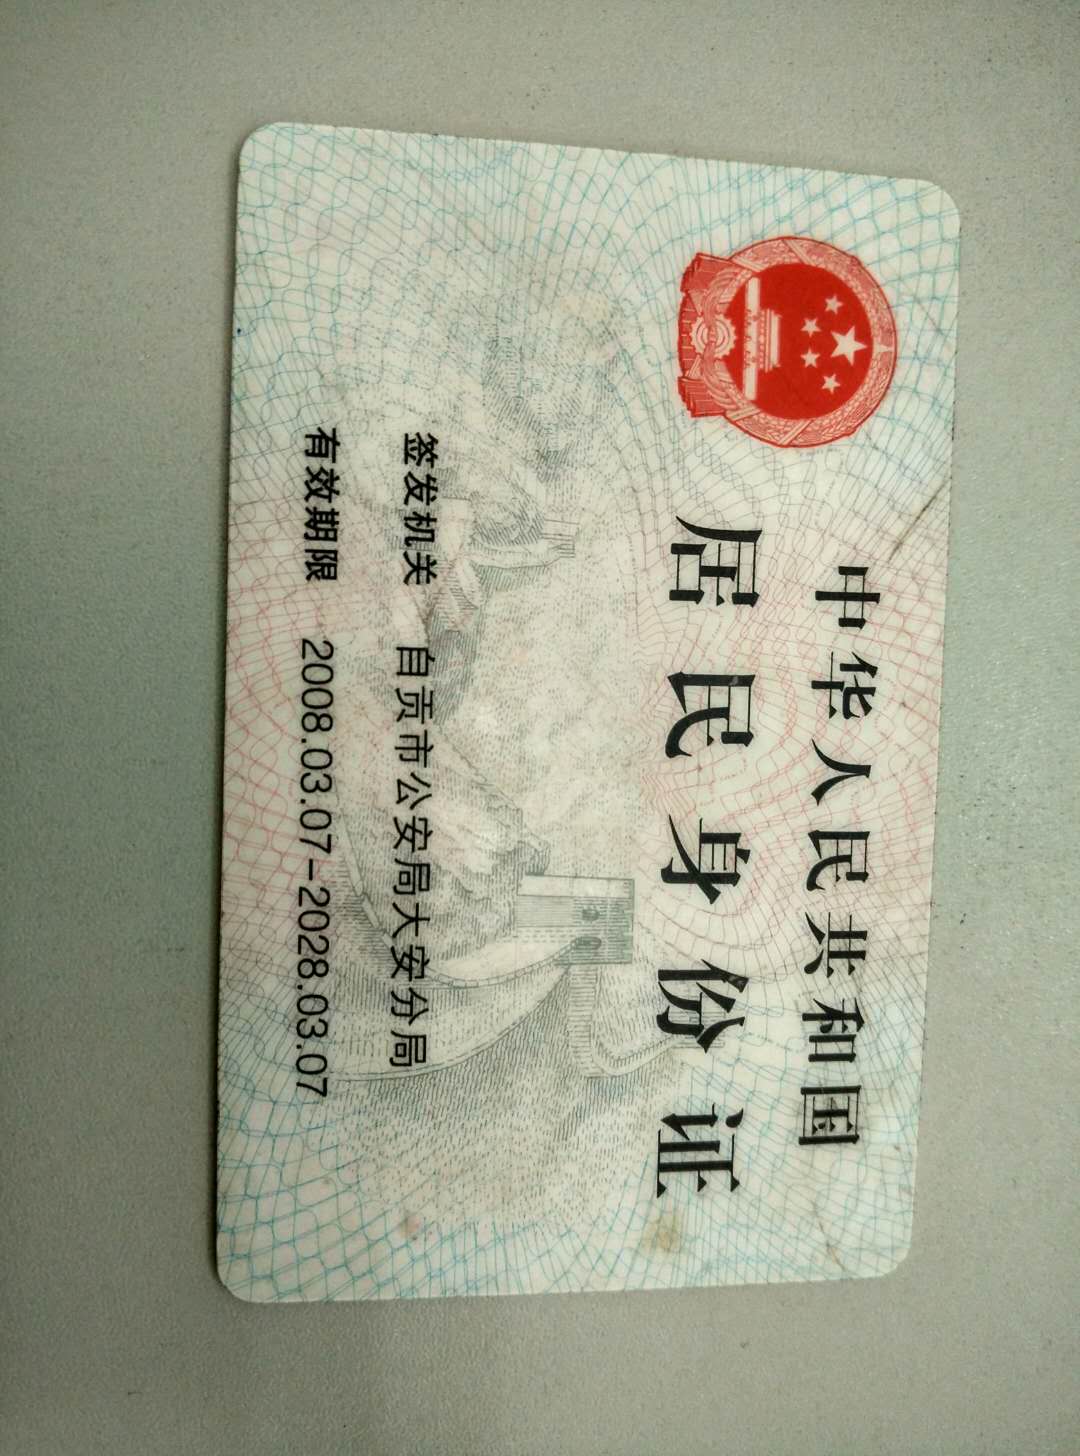 中华人民共和国
居民身份证
签发机关 自贡市公安局大安分局
有效期限 2008.03.07-2028.03.07